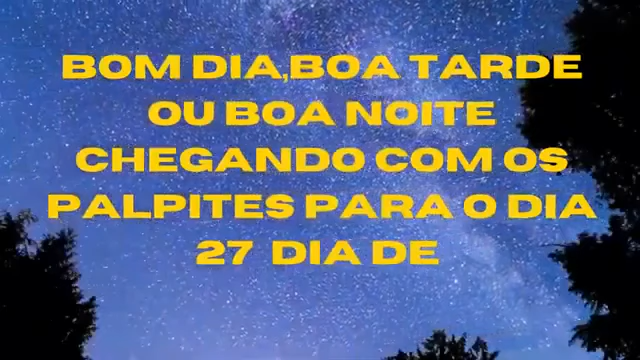 BOM DIA,BOA TARDE
OU BOA NOITE
CHEGANDO COM OS
PALPITES PARA O DIA
27 DIA DE